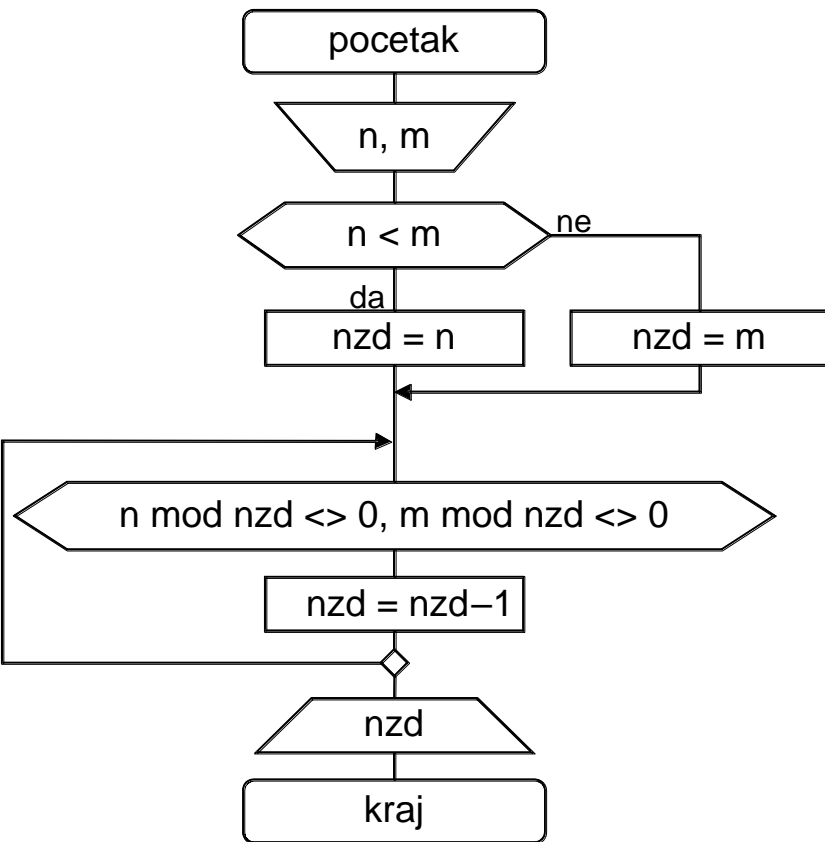 pocetak
n, m
n < m
ne
da
nzd = n
nzd = m
n mod nzd <> 0, m mod nzd <> 0
nzd = nzd−1
nzd
kraj